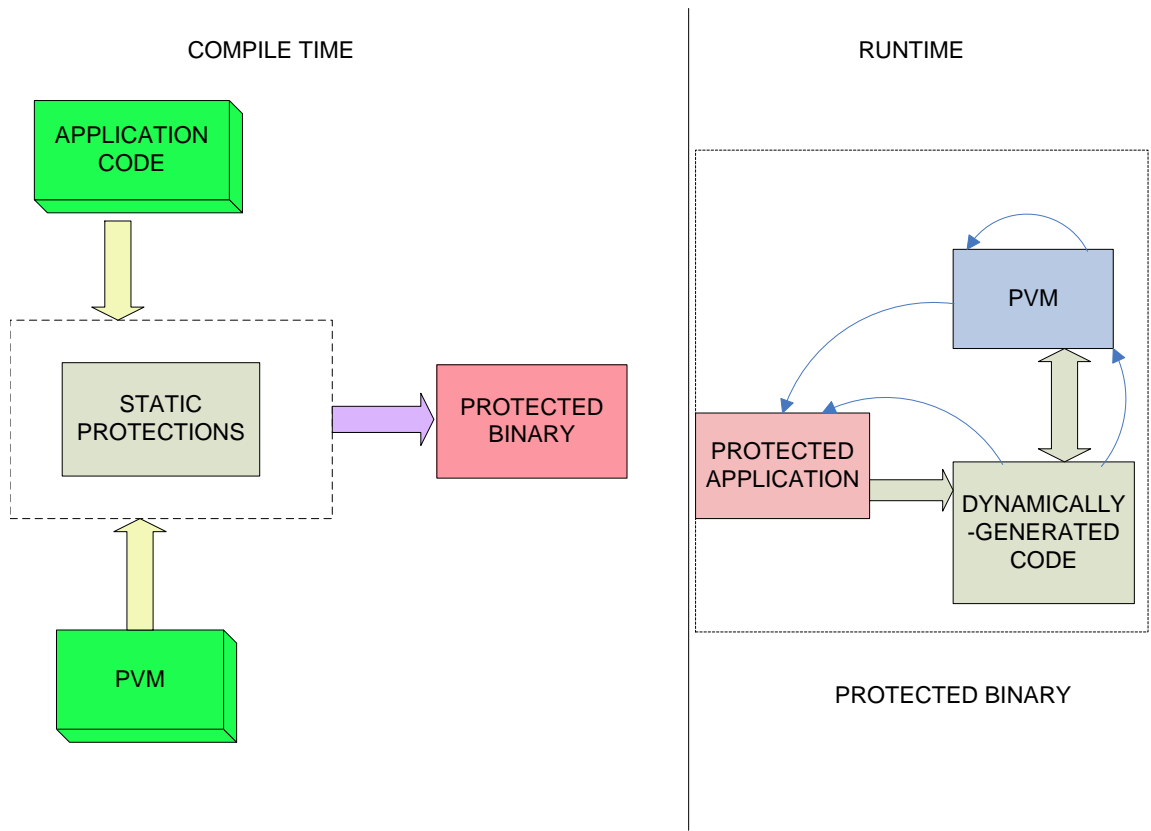 COMPILE TIME
APPLICATION
CODE
STATIC
PROTECTIONS
PROTECTED
BINARY
PVM
RUNTIME
PVM
PROTECTED
APPLICATION
DYNAMICALLY
-GENERATED
CODE
PROTECTED BINARY